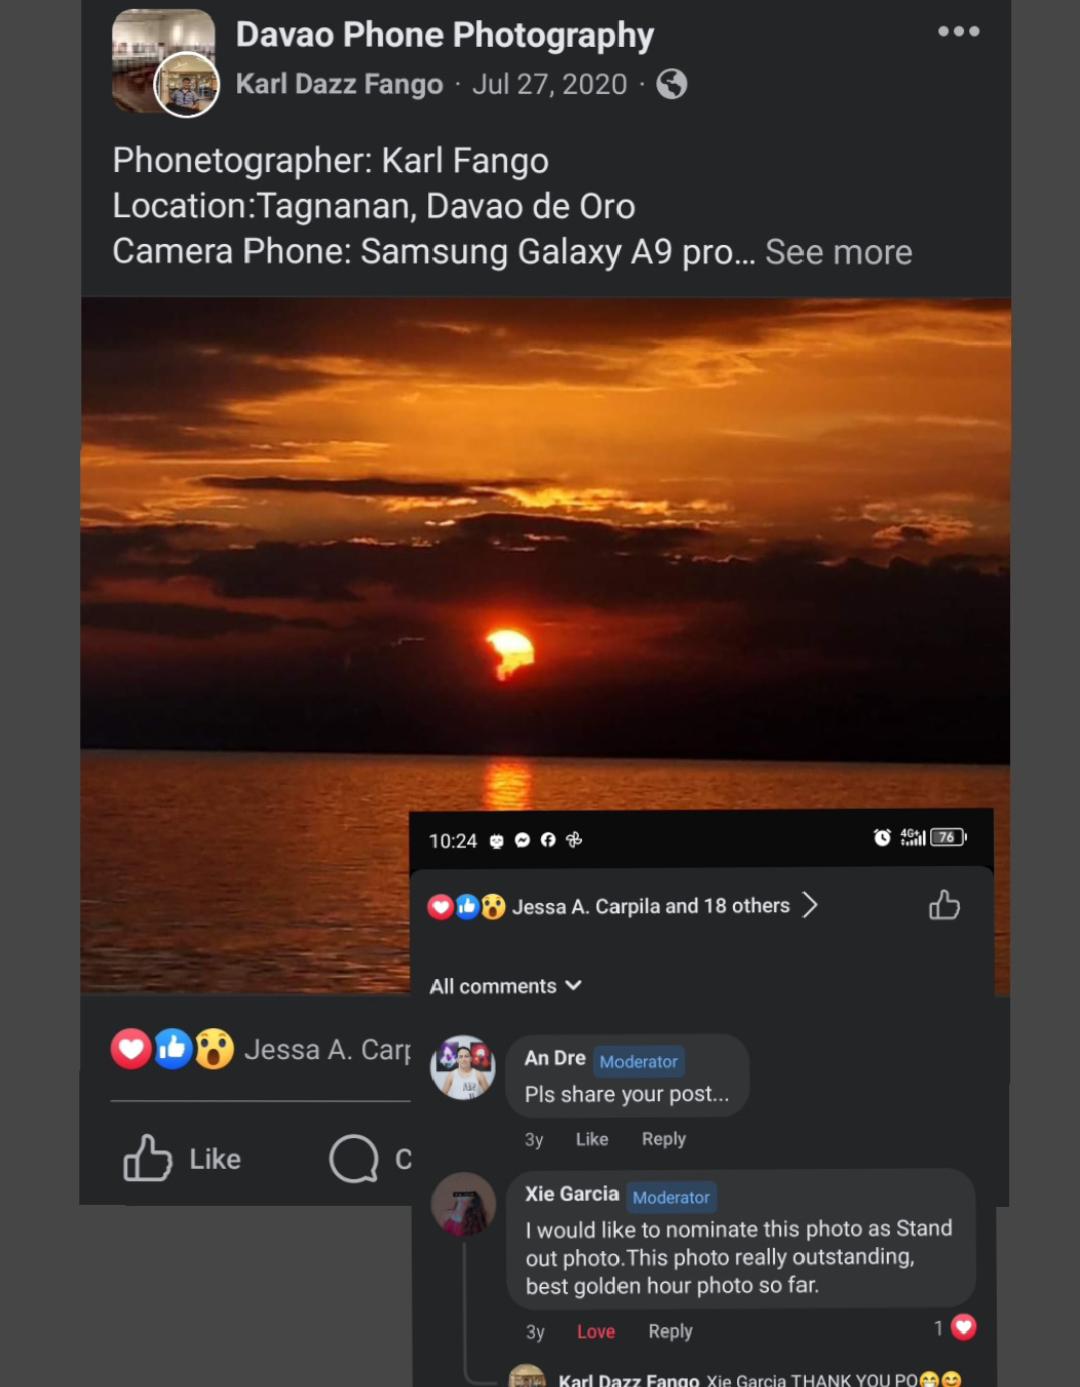 Davao Phone Photography
Karl Dazz Fango · Jul 27, 2020 ·
Phonetographer: Karl Fango
Location:Tagnanan, Davao de Oro
Camera Phone: Samsung Galaxy A9 pro... See more
10:24 4G+ 76
Jessa A. Carpila and 18 others
All comments
Jessa A. Carp
An Dre Moderator
Pls share your post...
3y Like Reply
Like C
Xie Garcia Moderator
I would like to nominate this photo as Stand
out photo.This photo really outstanding,
best golden hour photo so far.
3y Love Reply 1
Karl Dazz Fango Xie Garcia THANK YOU PO😁😊